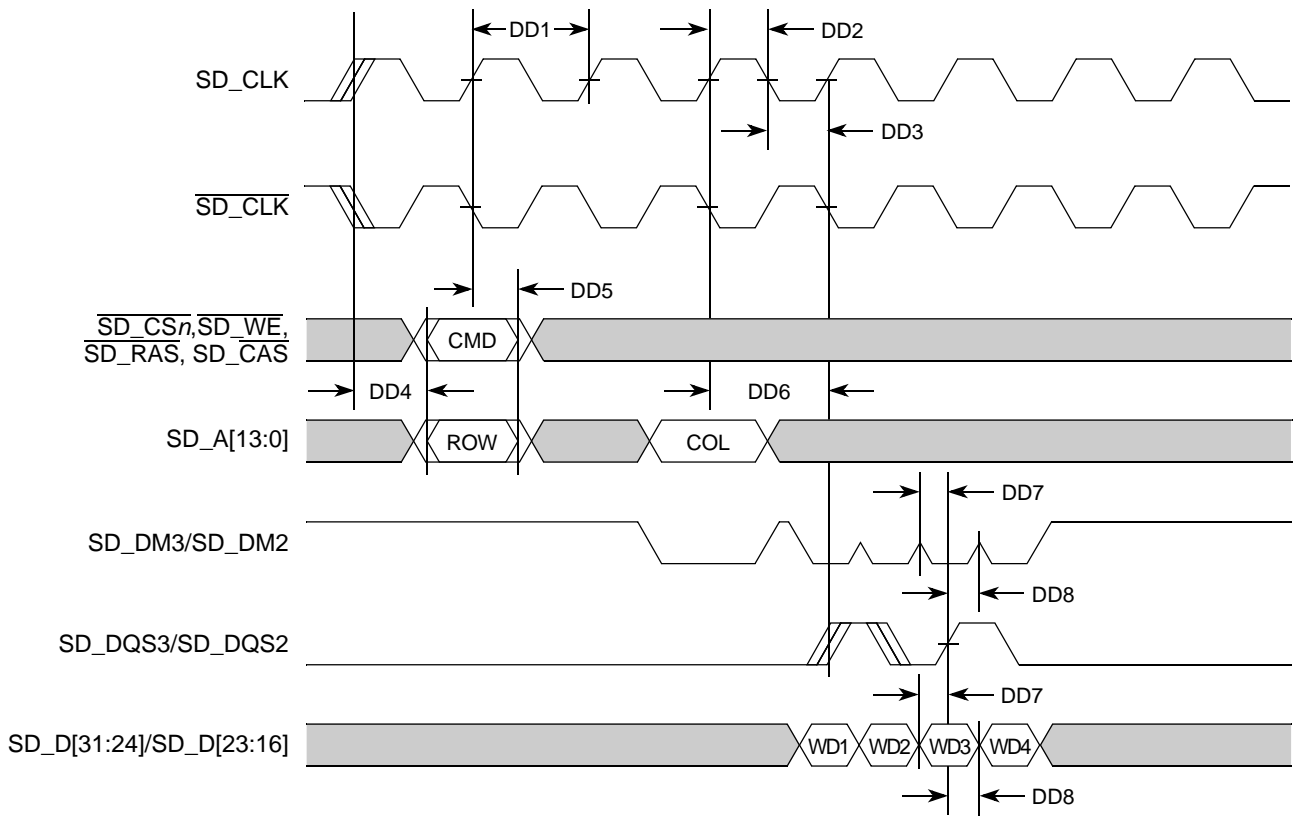 DD1
DD2
SD_CLK
DD3
SD_CLK
DD5
SD_CSn,SD_WE,
SD_RAS, SD_CAS
CMD
DD4
DD6
SD_A[13:0]
ROW
COL
DD7
SD_DM3/SD_DM2
DD8
SD_DQS3/SD_DQS2
DD7
SD_D[31:24]/SD_D[23:16]
WD1 WD2 WD3 WD4
DD8